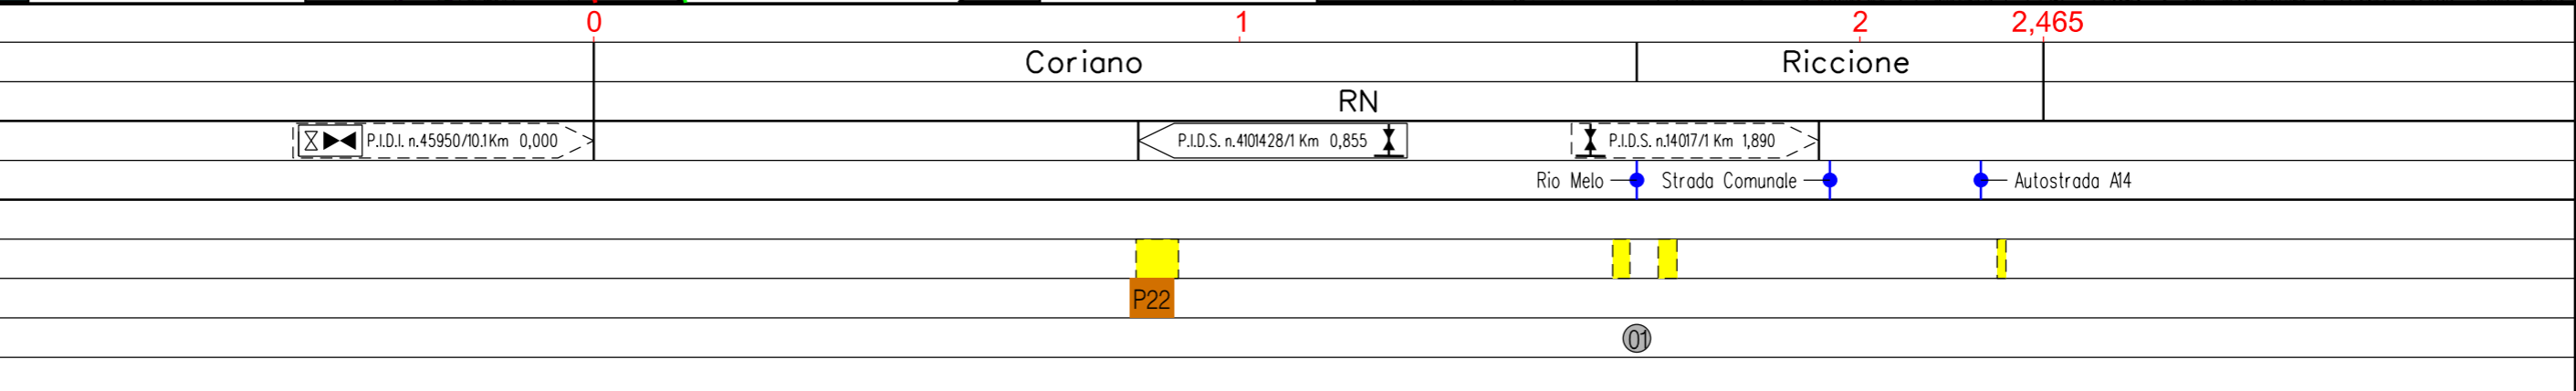 0 1 2 2,465
Coriano Riccione
RN
P.I.D.I. n.45950/10.1Km 0,000 P.I.D.S. n.4101428/1 Km 0,855 P.I.D.S. n.14017/1 Km 1,890
Rio Melo Strada Comunale Autostrada A14
P22
01